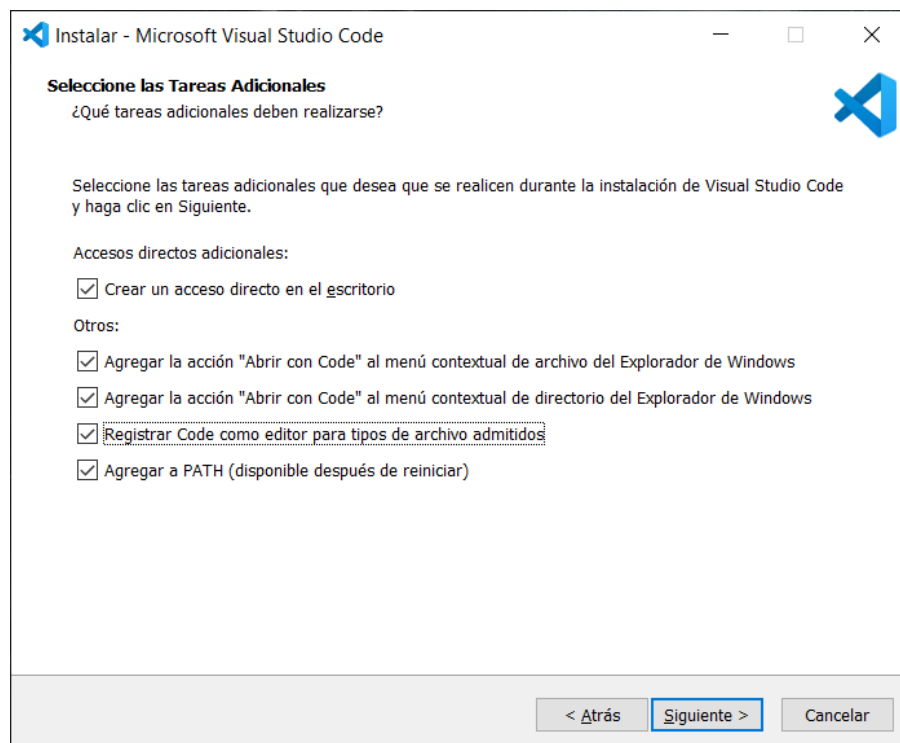 Instalar - Microsoft Visual Studio Code
Seleccione las Tareas Adicionales
¿Qué tareas adicionales deben realizarse?
Seleccione las tareas adicionales que desea que se realicen durante la instalación de Visual Studio Code
y haga clic en Siguiente.
Accesos directos adicionales:
Crear un acceso directo en el escritorio
Otros:
Agregar la acción "Abrir con Code" al menú contextual de archivo del Explorador de Windows
Agregar la acción "Abrir con Code" al menú contextual de directorio del Explorador de Windows
Registrar Code como editor para tipos de archivo admitidos
Agregar a PATH (disponible después de reiniciar)
< Atrás Siguiente > Cancelar